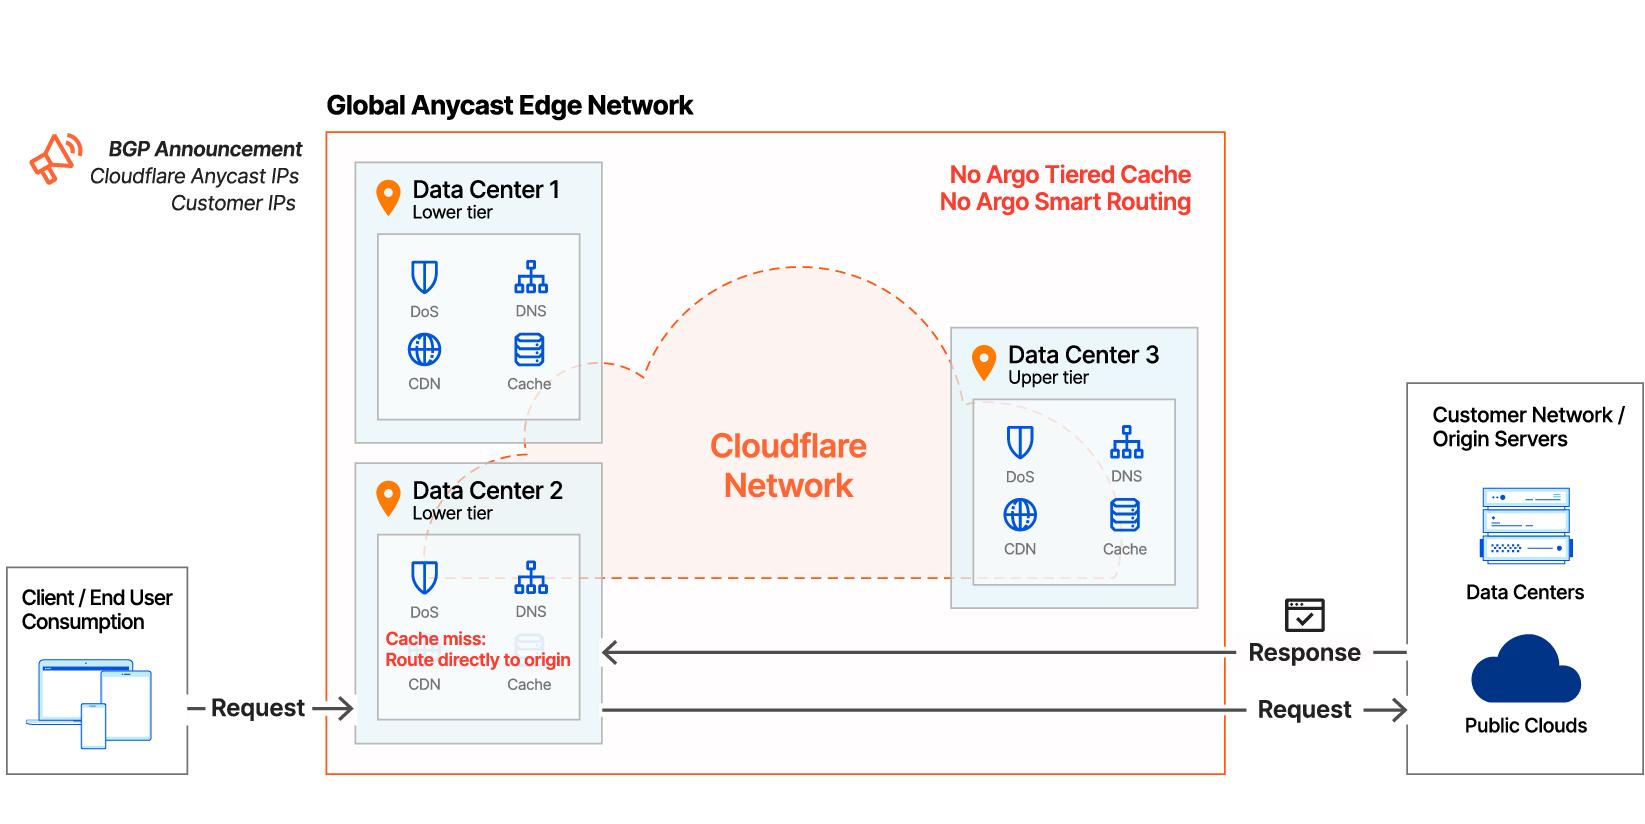 Global Anycast Edge Network
BGP Announcement
Cloudflare Anycast IPs
Customer IPs
No Argo Tiered Cache
No Argo Smart Routing
Data Center 1
Lower tier
DoS
DNS
CDN
Cache
Data Center 2
Lower tier
DoS
DNS
Cache miss:
Route directly to origin
CDN
Cache
Cloudflare
Network
Data Center 3
Upper tier
DoS
DNS
CDN
Cache
Client / End User
Consumption
Request
Response
Request
Customer Network /
Origin Servers
Data Centers
Public Clouds